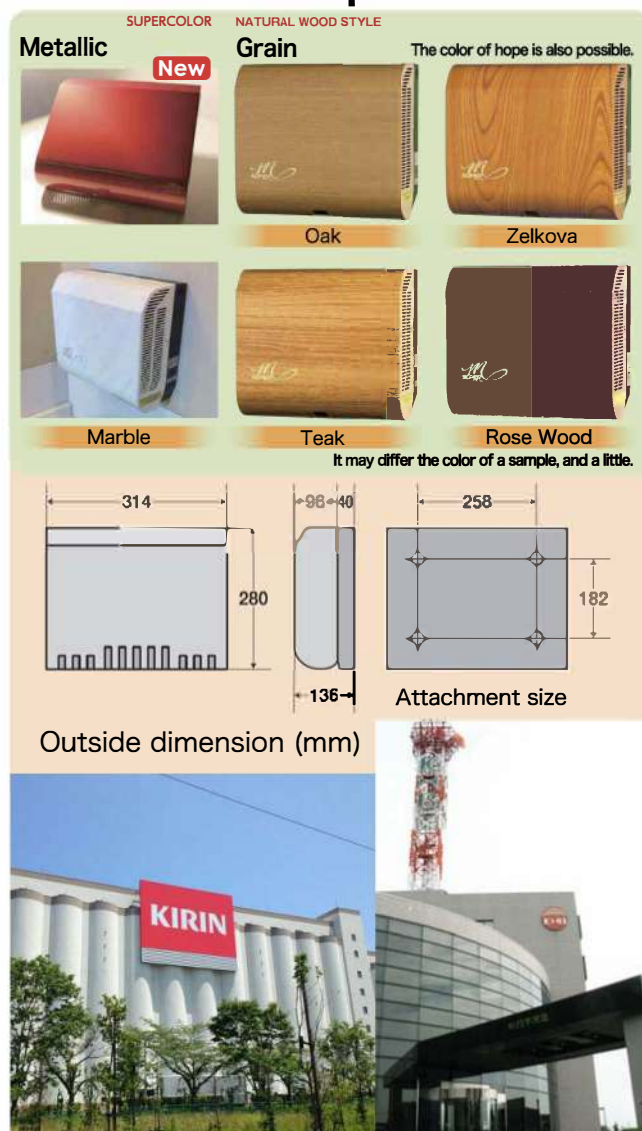 SUPERCOLOR
NATURAL WOOD STYLE
Metallic
Grain
The color of hope is also possible.
New
Oak
Zelkova
Marble
Teak
Rose Wood
It may differ the color of a sample, and a little.
314
96
40
258
280
182
136
Attachment size
Outside dimension (mm)
KIRIN